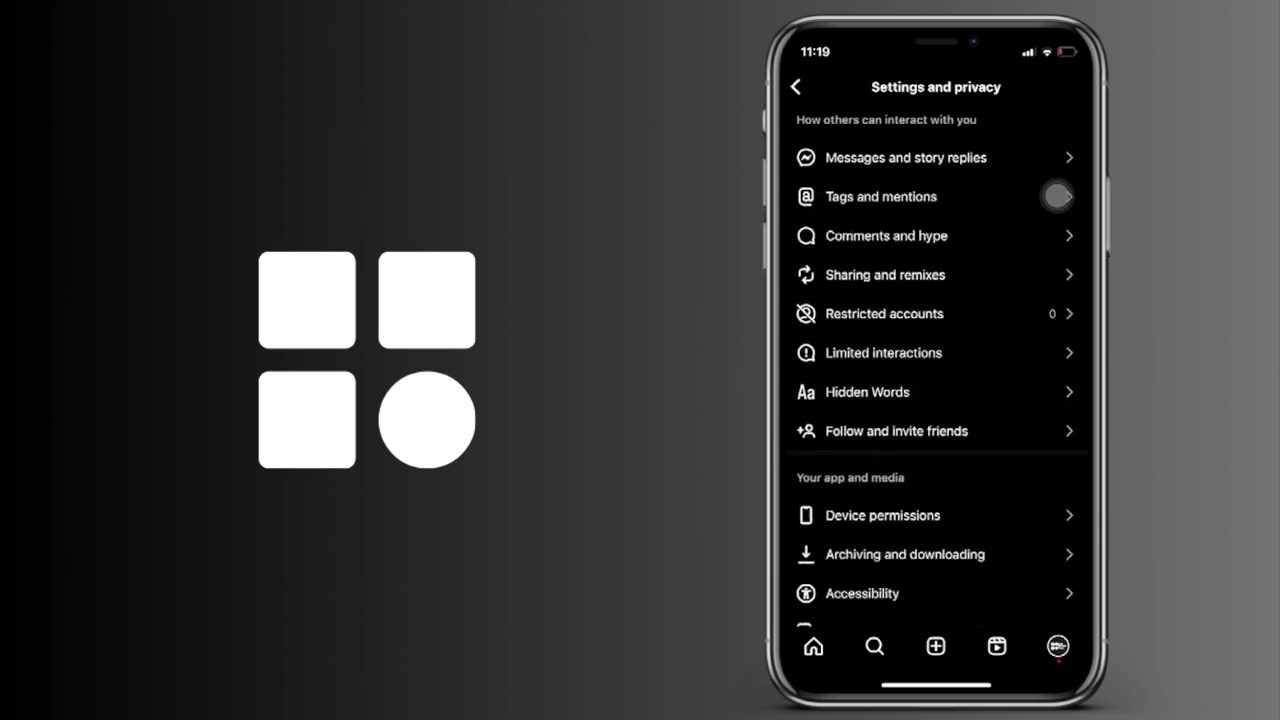 11:19
Settings and privacy
How others can interact with you
Messages and story replies
Tags and mentions
Comments and hype
Sharing and remixes
Restricted accounts 0
Limited interactions
Aa Hidden Words
Follow and invite friends
Your app and media
Device permissions
Archiving and downloading
Accessibility